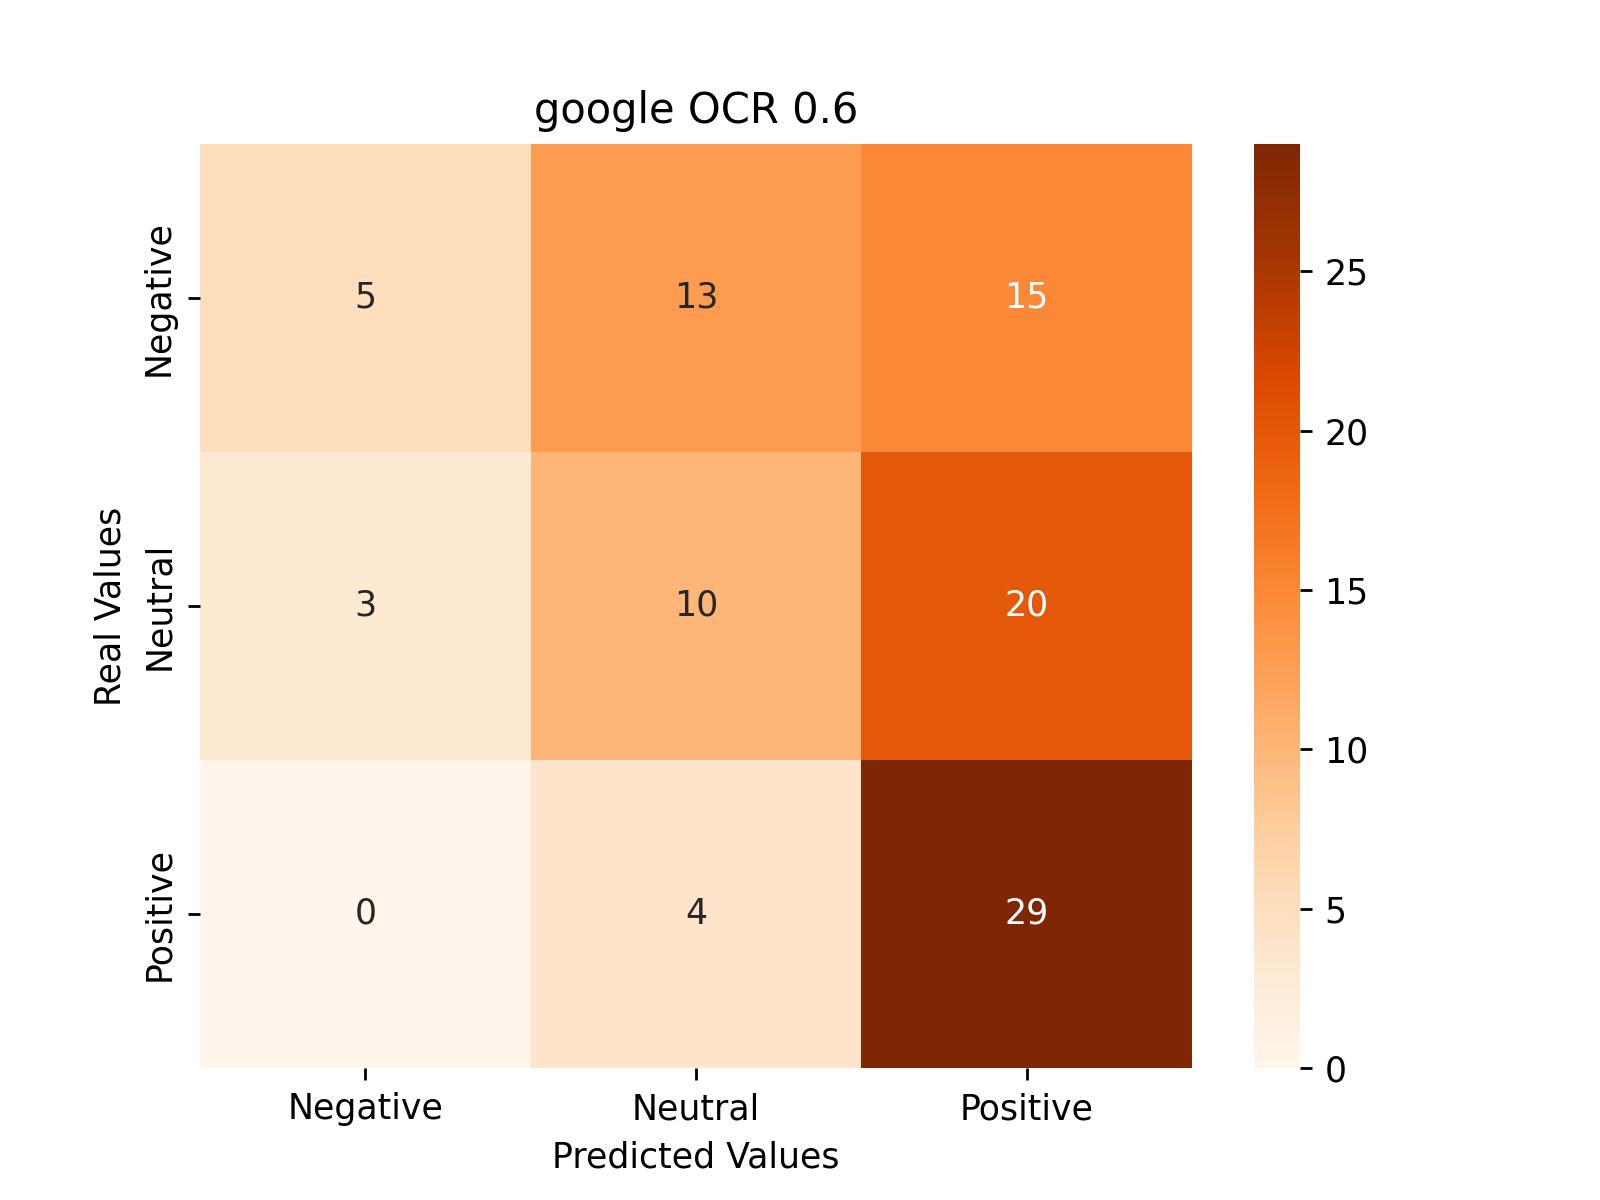 google OCR 0.6
Real Values
Negative
5 13 15
Neutral
3 10 20
Positive
0 4 29
Negative Neutral Positive
Predicted Values
25
20
15
10
5
0